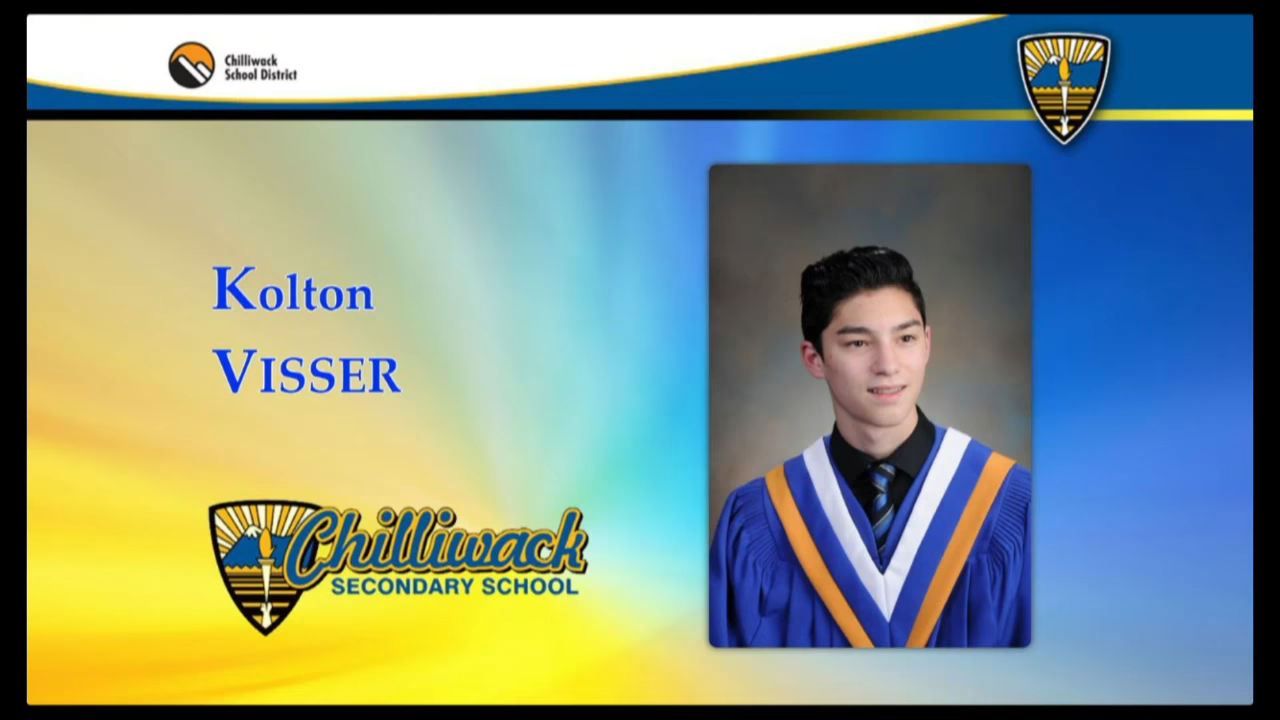 Chilliwack
School District
Kolton
VISSER
Chilliwack
SECONDARY SCHOOL